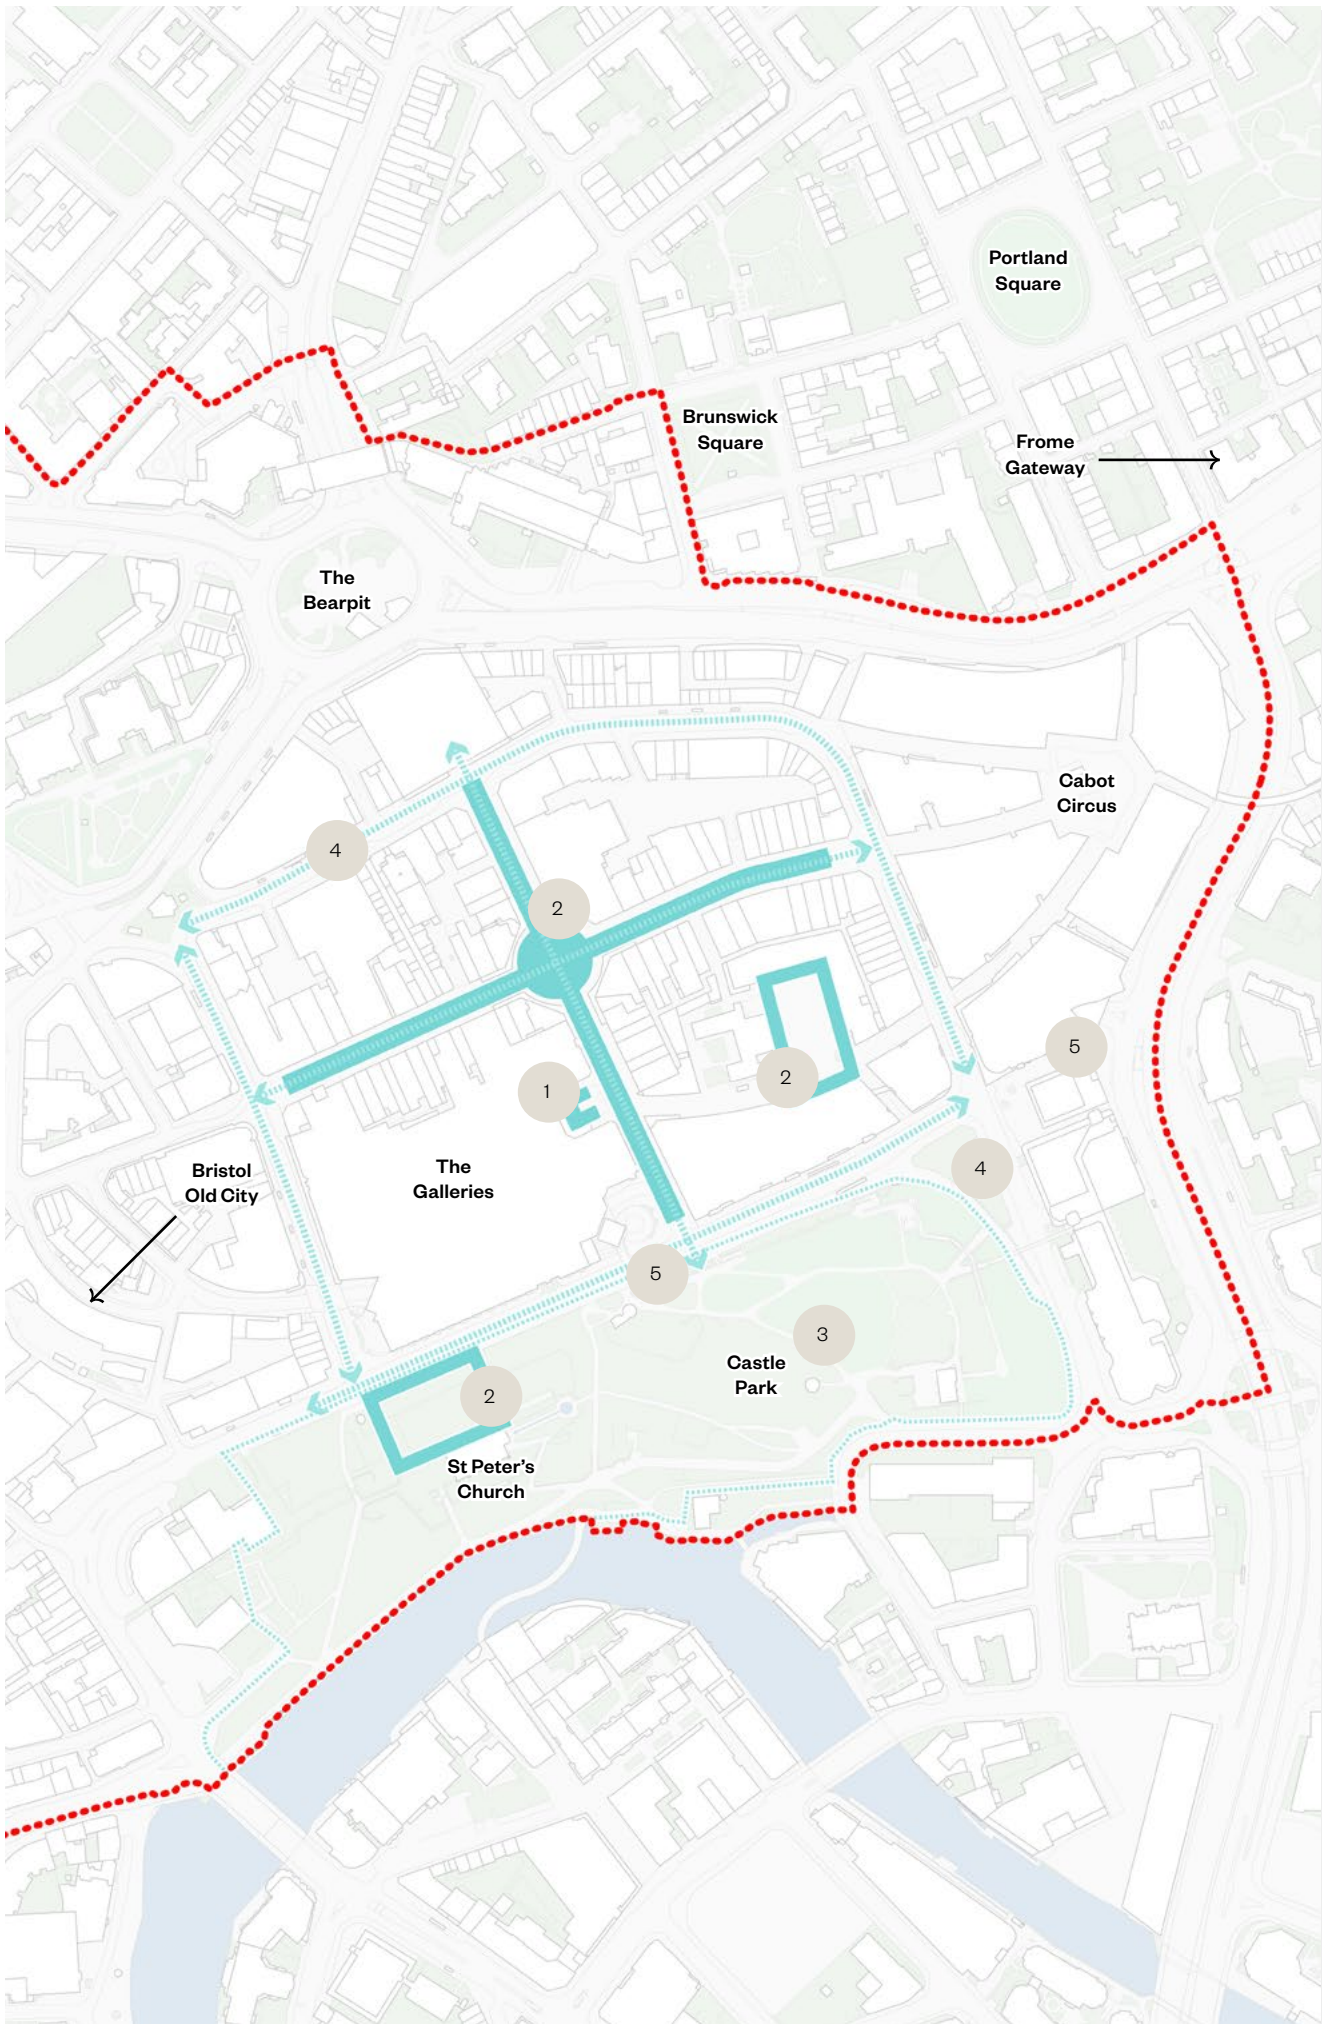 Portland
Square
Brunswick
Square
Frome
Gateway
The
Bearpit
Cabot
Circus
4
2
5
2
1
Bristol
Old City
The
Galleries
4
5
3
Castle
Park
2
St Peter's
Church